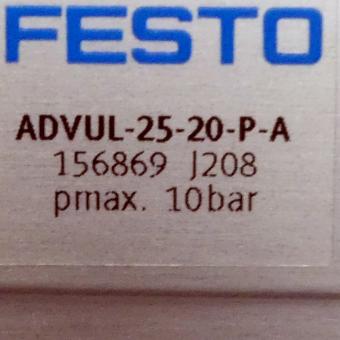 FESTO
ADVUL-25-20-P-A
156869 J208
pmax. 10bar